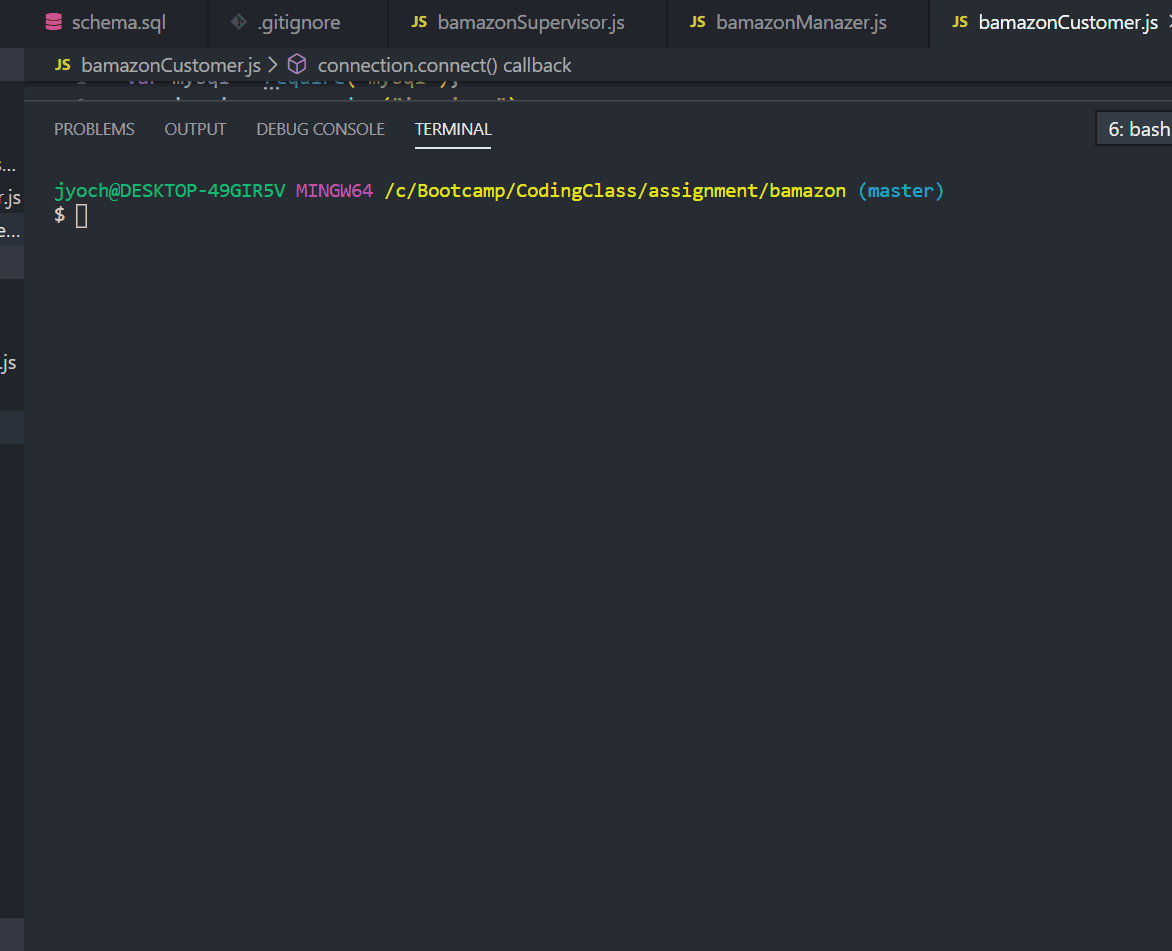 schema.sql .gitignore JS bamazonSupervisor.js JS bamazonManazer.js JS bamazonCustomer.js
JS bamazonCustomer.js > connection.connect() callback
PROBLEMS OUTPUT DEBUG CONSOLE TERMINAL 6: bash
s...
r.js
jyoch@DESKTOP-49GIR5V MINGW64 /c/Bootcamp/CodingClass/assignment/bamazon (master)
$
e...
.js